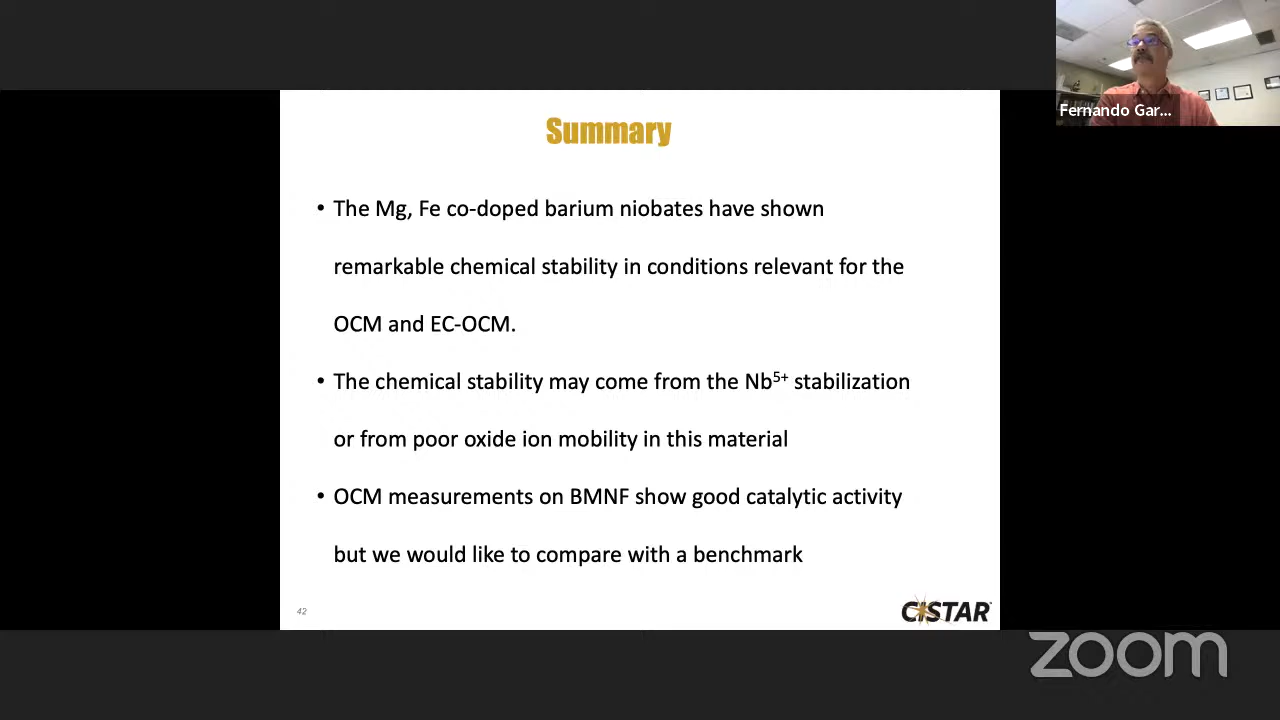 Fernando Gar...
Summary
• The Mg, Fe co-doped barium niobates have shown
remarkable chemical stability in conditions relevant for the
OCM and EC-OCM.
• The chemical stability may come from the Nb⁵⁺ stabilization
or from poor oxide ion mobility in this material
• OCM measurements on BMNF show good catalytic activity
but we would like to compare with a benchmark
42
CISTAR
zoom